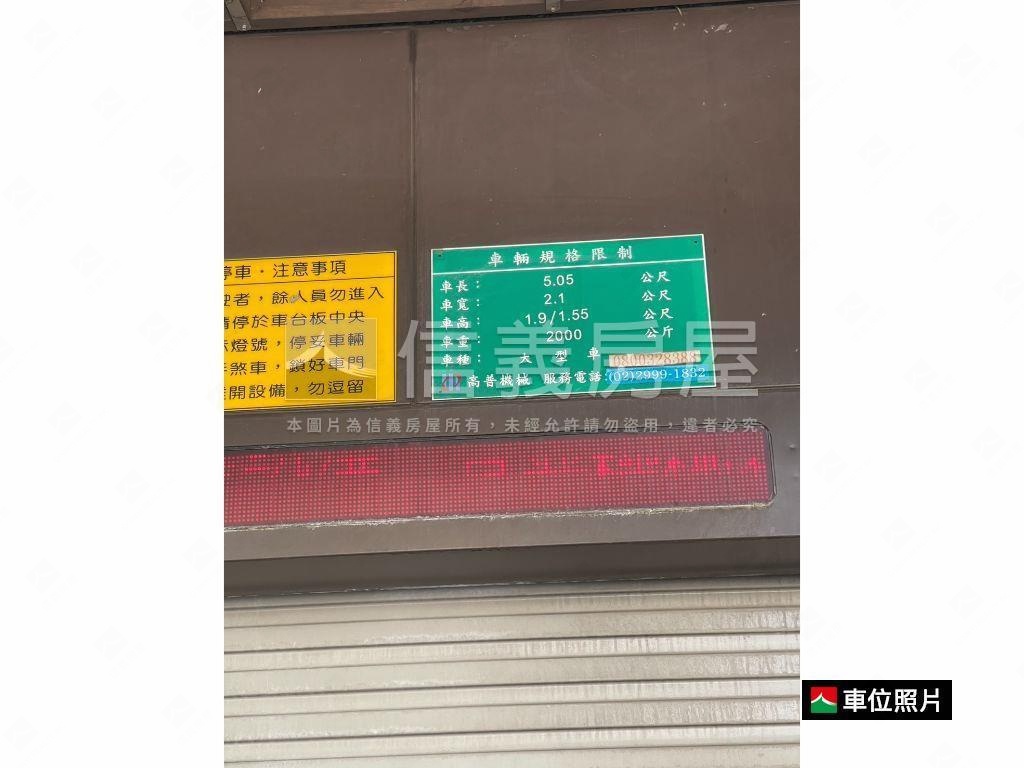 停車·注意事項
駛者，餘人員勿進入
請停於車台板中央
燈號，停妥車輛
煞車，鎖好車門
開設備，勿逗留
車輛規格限制
車長： 5.05 公尺
車寬： 2.1 公尺
車高： 1.9/1.55 公尺
車重： 2000 公斤
車種： 大型車
0800328383
高普機械 服務電話:(02)2999-1832
信義房屋
本圖片為信義房屋所有，未經允許請勿盜用，違者必究
車位照片